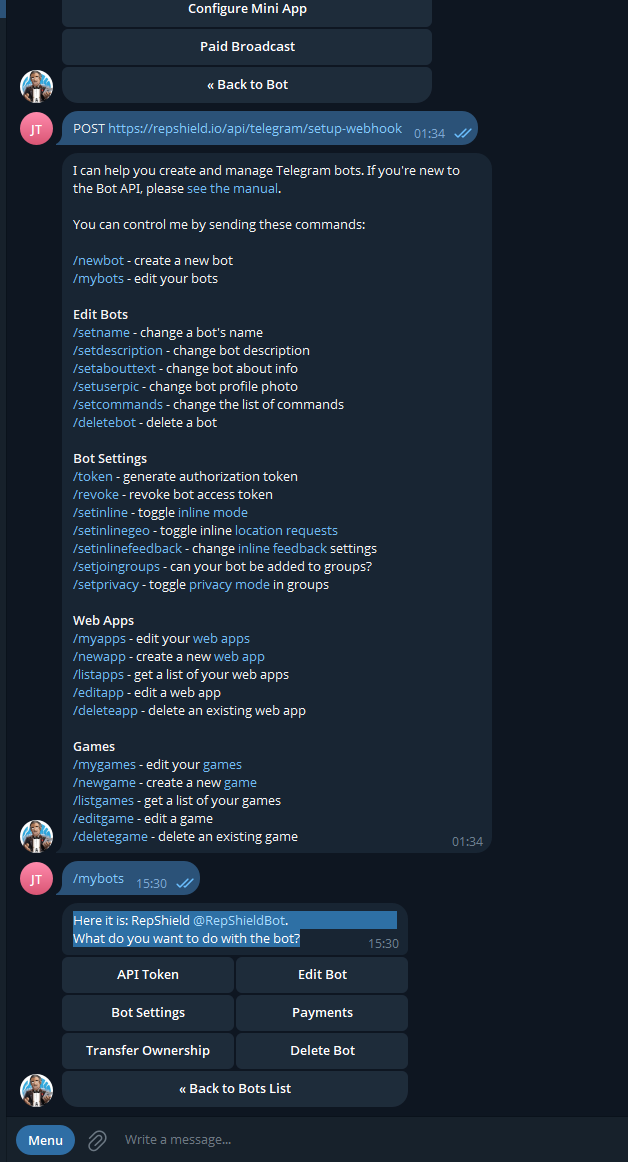 Configure Mini App
Paid Broadcast
« Back to Bot
JT
POST https://repshield.io/api/telegram/setup-webhook 01:34
I can help you create and manage Telegram bots. If you're new to
the Bot API, please see the manual.
You can control me by sending these commands:
/newbot - create a new bot
/mybots - edit your bots
Edit Bots
/setname - change a bot's name
/setdescription - change bot description
/setabouttext - change bot about info
/setuserpic - change bot profile photo
/setcommands - change the list of commands
/deletebot - delete a bot
Bot Settings
/token - generate authorization token
/revoke - revoke bot access token
/setinline - toggle inline mode
/setinlinegeo - toggle inline location requests
/setinlinefeedback - change inline feedback settings
/setjoingroups - can your bot be added to groups?
/setprivacy - toggle privacy mode in groups
Web Apps
/myapps - edit your web apps
/newapp - create a new web app
/listapps - get a list of your web apps
/editapp - edit a web app
/deleteapp - delete an existing web app
Games
/mygames - edit your games
/newgame - create a new game
/listgames - get a list of your games
/editgame - edit a game
/deletegame - delete an existing game
01:34
JT
/mybots 15:30
Here it is: RepShield @RepShieldBot.
What do you want to do with the bot?
15:30
API Token
Edit Bot
Bot Settings
Payments
Transfer Ownership
Delete Bot
« Back to Bots List
Menu
Write a message...